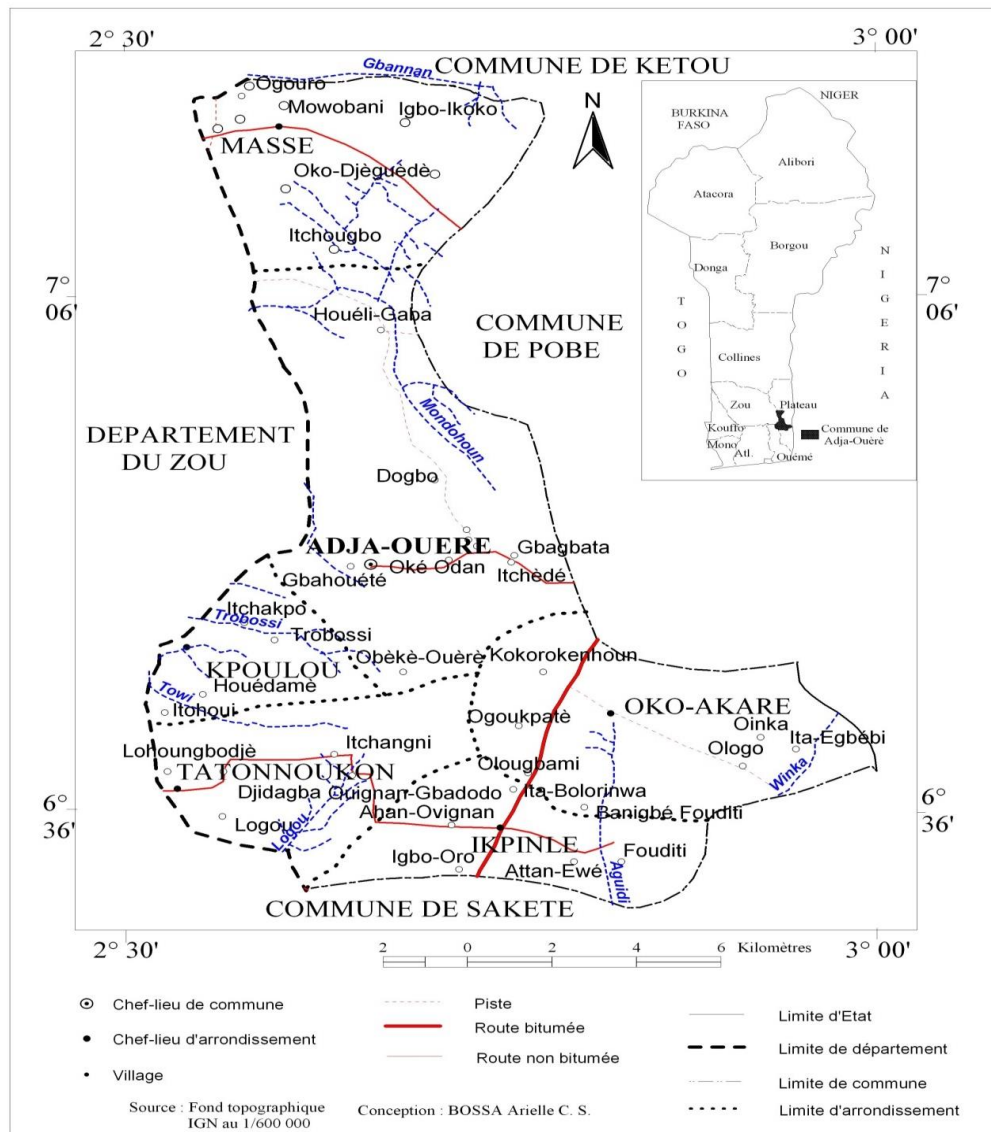 2° 30'
3° 00'
COMMUNE DE KETOU
Gbannan
Ogouro
Mowobani
Igbo-Ikoko
N
MASSE
Oko-Djèguèdè
Itchougbo
7°
06'
7°
06'
Houéli-Gaba
COMMUNE
DE POBE
Mondohoun
DEPARTEMENT
DU ZOU
Dogbo
ADJA-OUERE
Gbagbata
Oké Odan
Itchèdé
Gbahouété
Itchakpo
Trobossi
Trobossi
Obèkè-Ouèrè
Kokorokenhoun
KPOULOU
Houédamè
Towi
Itohoui
OKO-AKARE
Ogoukpatè
Oinka
Ita-Egbébi
Ologo
Winka
Itchangni
Lohoungbodjè
TATONNOUKON
Olougbami
Djidagba
Guignan-Gbadodo
Ita-Bolorinwa
Ahan-Ovignan
Banigbé Fouditi
6°
36'
6°
36'
Logou
Logou
IKPINLE
Igbo-Oro
Attan-Ewé
Fouditi
Aguidi
COMMUNE DE SAKETE
2° 30'
3° 00'
NIGER
BURKINA
FASO
Alibori
Atacora
Borgou
Donga
N I G E R I A
T O G O
Collines
Zou
Plateau
Kouffo
Mono
Atl.
Ouémé
Commune de
Adja-Ouèrè
2 0 2 4 6 Kilomètres
Chef-lieu de commune
Chef-lieu d'arrondissement
Village
Piste
Route bitumée
Route non bitumée
Limite d'Etat
Limite de département
Limite de commune
Limite d'arrondissement
Source : Fond topographique
IGN au 1/600 000
Conception : BOSSA Arielle C. S.